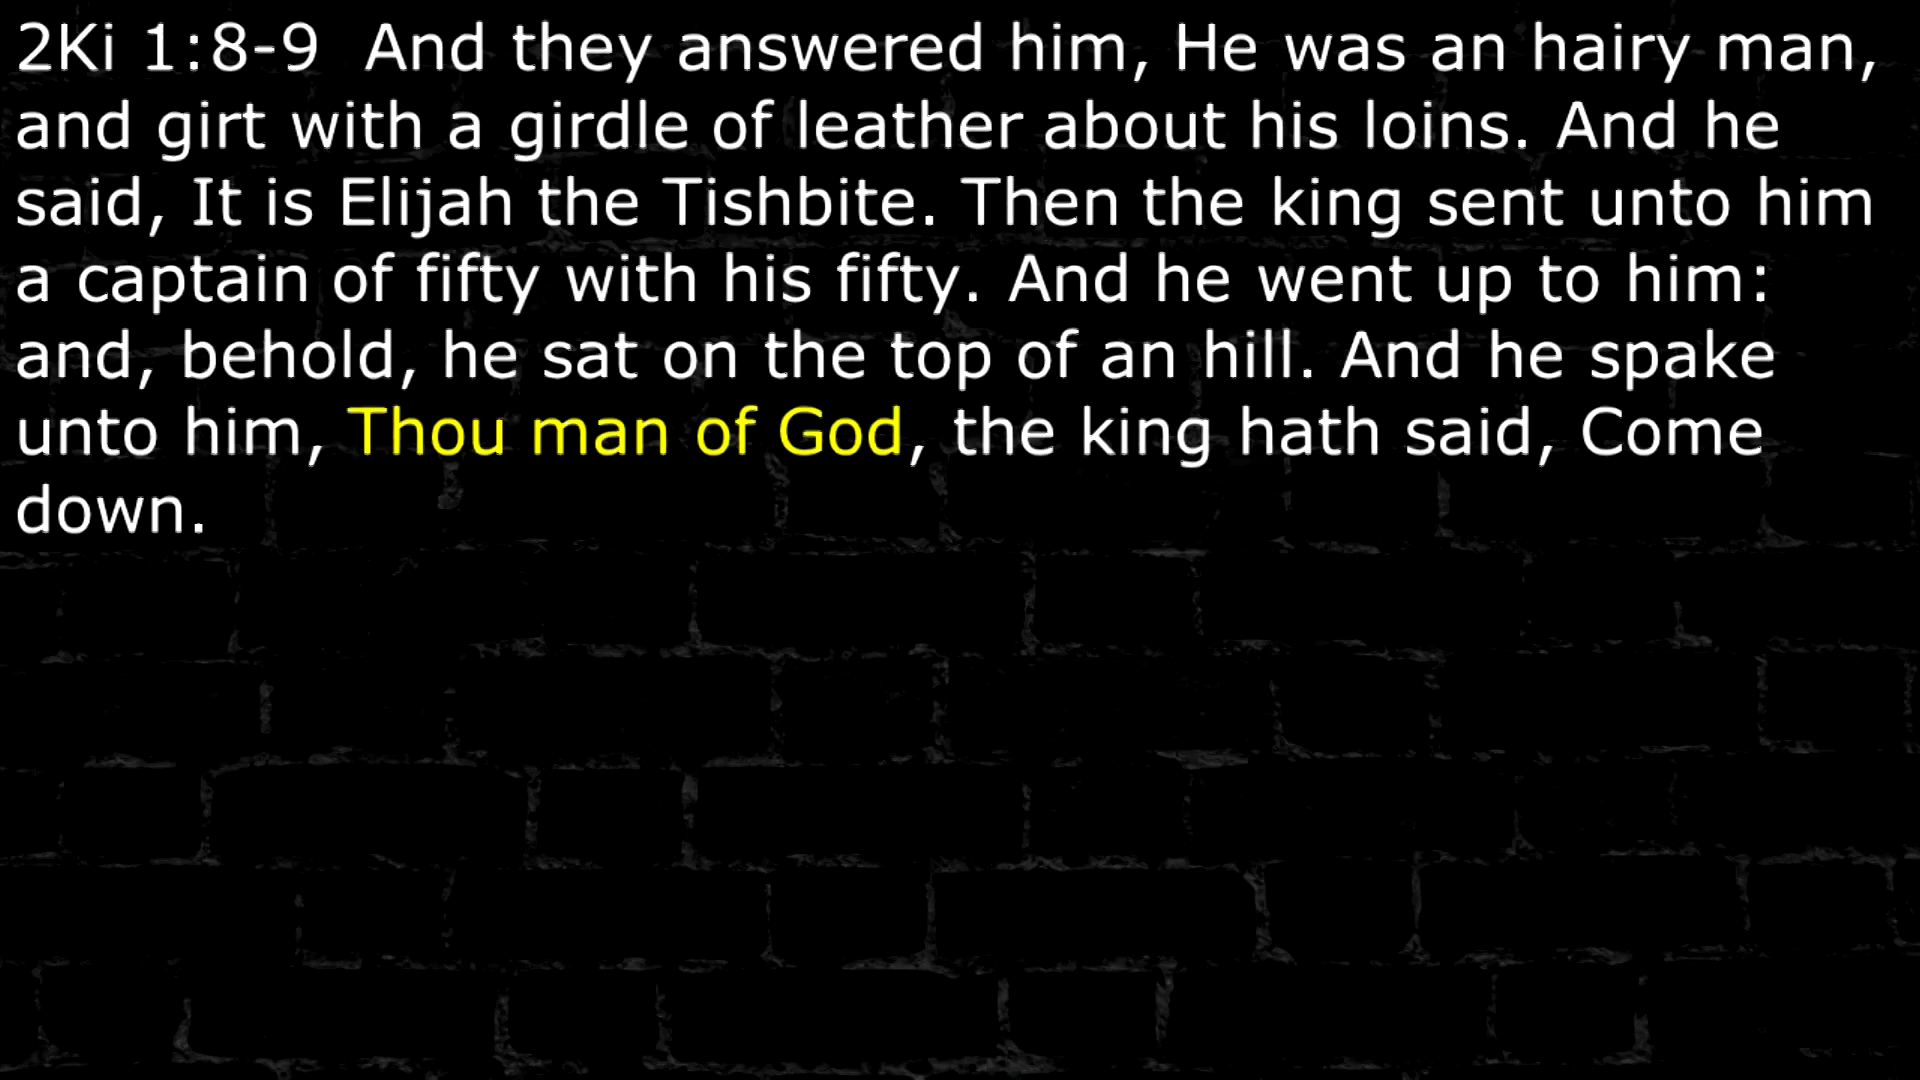 2Ki 1:8-9  And they answered him, He was an hairy man,
and girt with a girdle of leather about his loins. And he
said, It is Elijah the Tishbite. Then the king sent unto him
a captain of fifty with his fifty. And he went up to him:
and, behold, he sat on the top of an hill. And he spake
unto him, Thou man of God, the king hath said, Come
down.